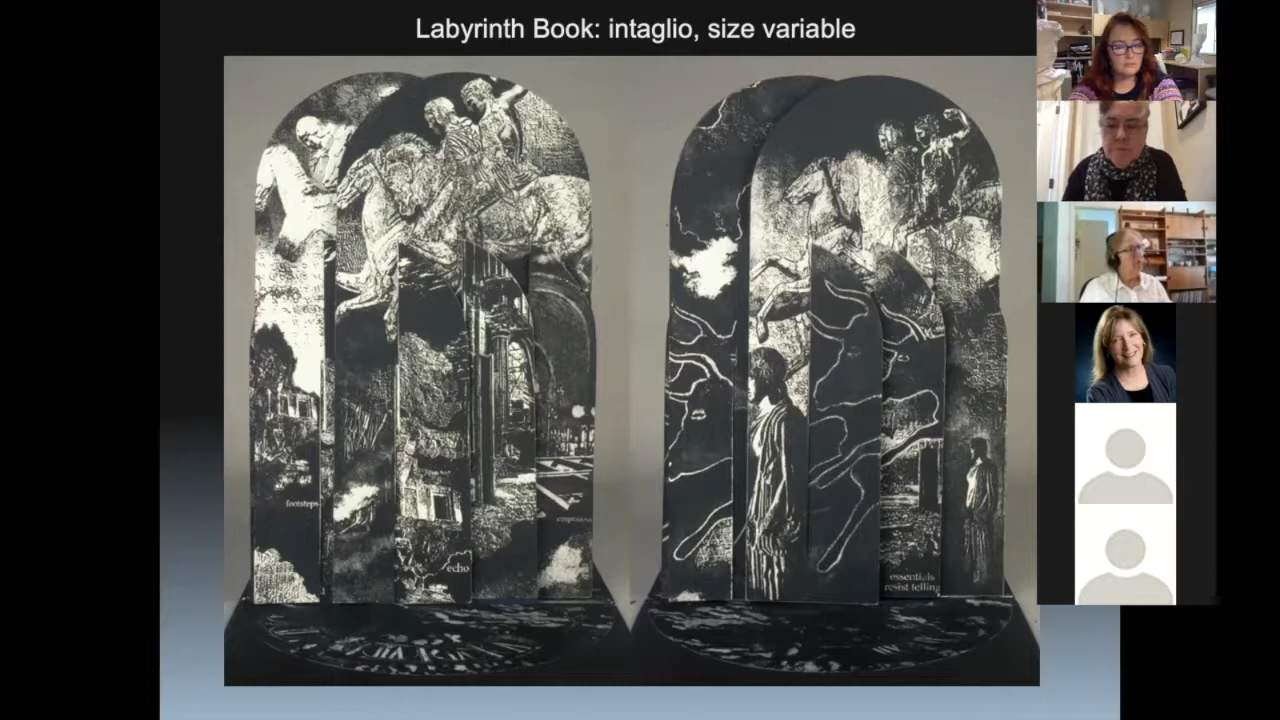 Labyrinth Book: intaglio, size variable
footsteps
echo
emptiness
essentials
resist telling